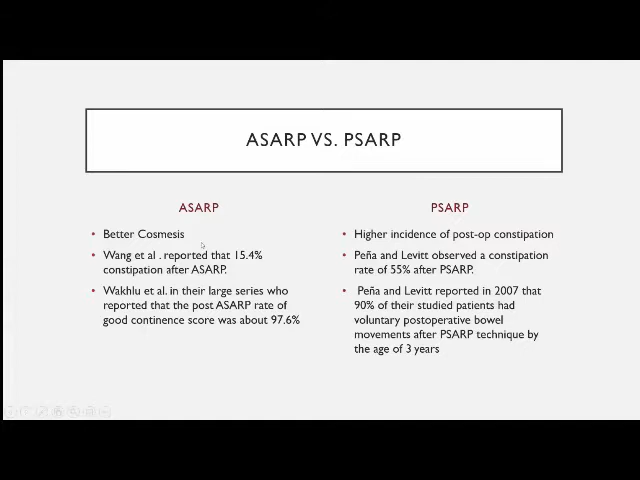 ASARP VS. PSARP
ASARP
• Better Cosmesis
• Wang et al . reported that 15.4%
constipation after ASARP.
• Wakhlu et al. in their large series who
reported that the post ASARP rate of
good continence score was about 97.6%
PSARP
• Higher incidence of post-op constipation
• Peña and Levitt observed a constipation
rate of 55% after PSARP.
• Peña and Levitt reported in 2007 that
90% of their studied patients had
voluntary postoperative bowel
movements after PSARP technique by
the age of 3 years